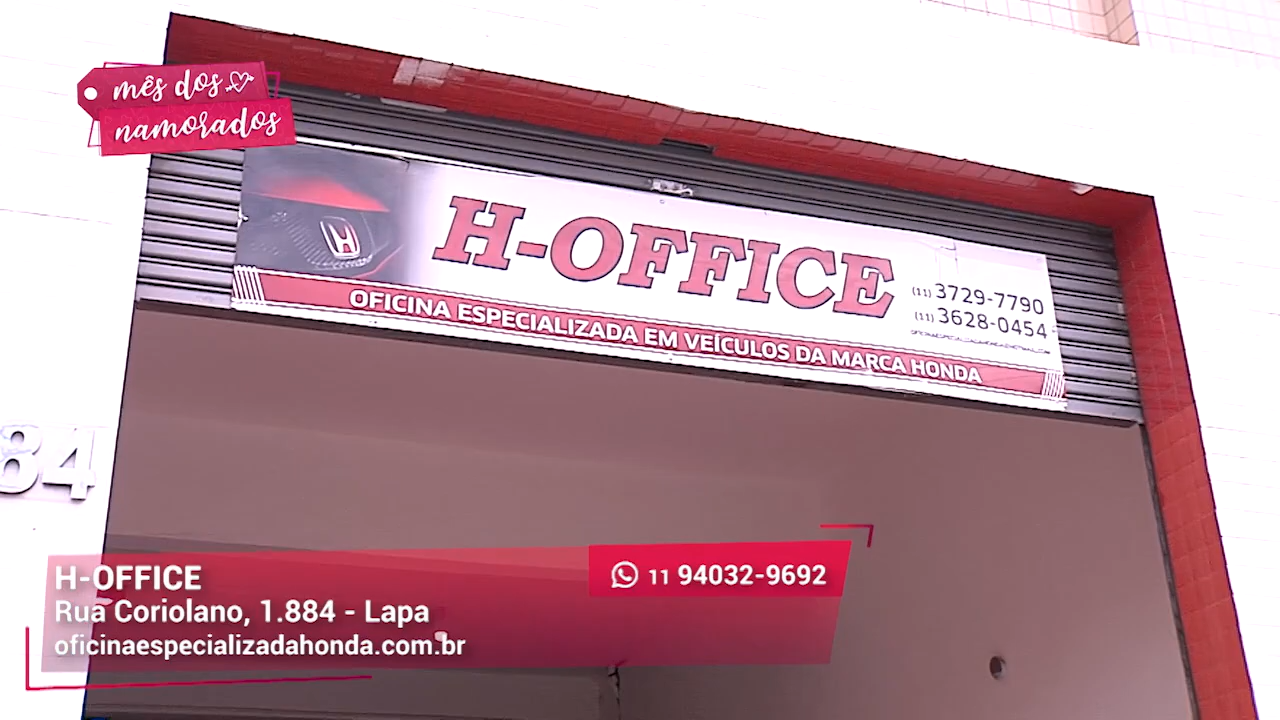 mês dos
namorados
H-OFFICE
(11) 3729-7790
(11) 3628-0454
OFICINA ESPECIALIZADA EM VEÍCULOS DA MARCA HONDA
84
H-OFFICE
11 94032-9692
Rua Coriolano, 1.884 - Lapa
oficinaespecializadahonda.com.br